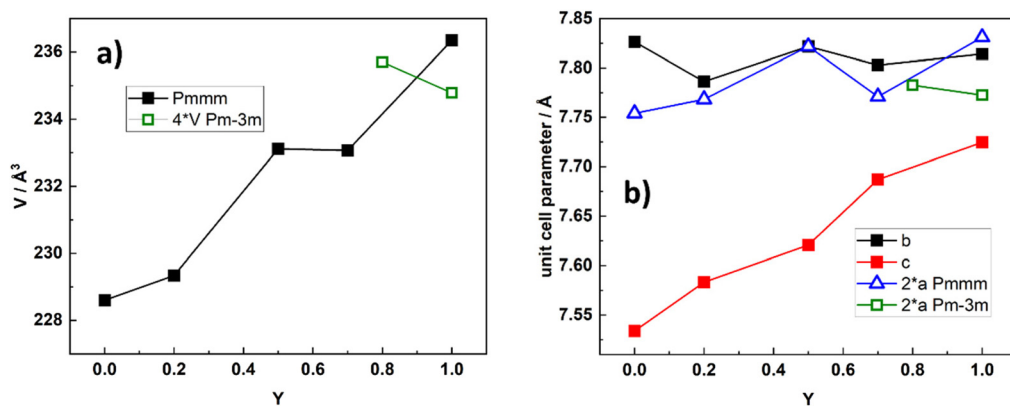 a)
Pmmm
4*V Pm-3m
236
234
232
230
228
V / Å³
0.0 0.2 0.4 0.6 0.8 1.0
Y
7.85
7.80
7.75
7.70
7.65
7.60
7.55
unit cell parameter / Å
b)
b
c
2*a Pmmm
2*a Pm-3m
0.0 0.2 0.4 0.6 0.8 1.0
Y